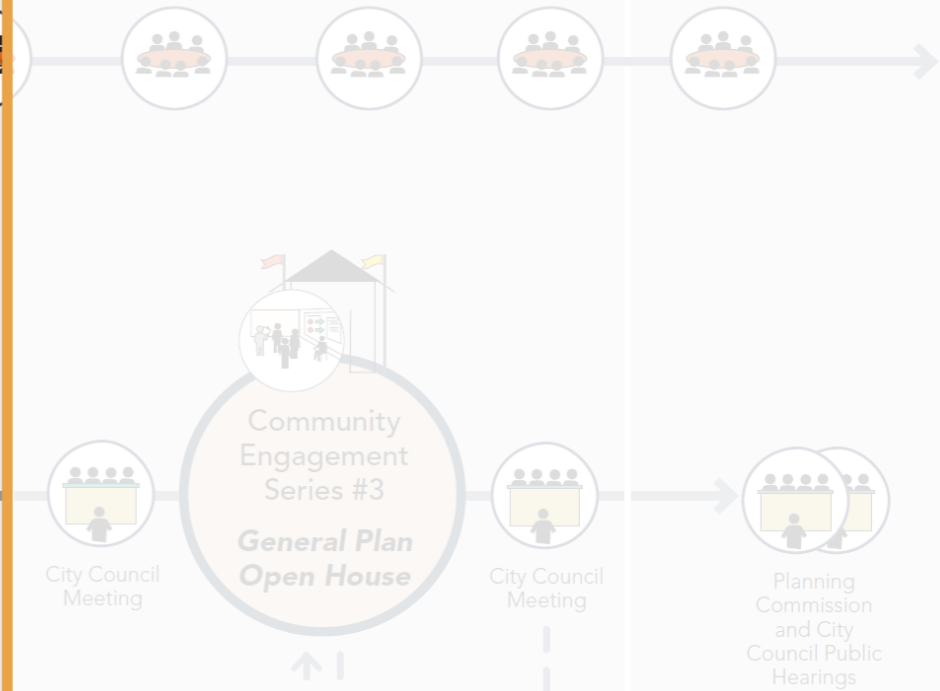 Community
Engagement
Series #3
General Plan
Open House
City Council
Meeting
City Council
Meeting
Planning
Commission
and City
Council Public
Hearings